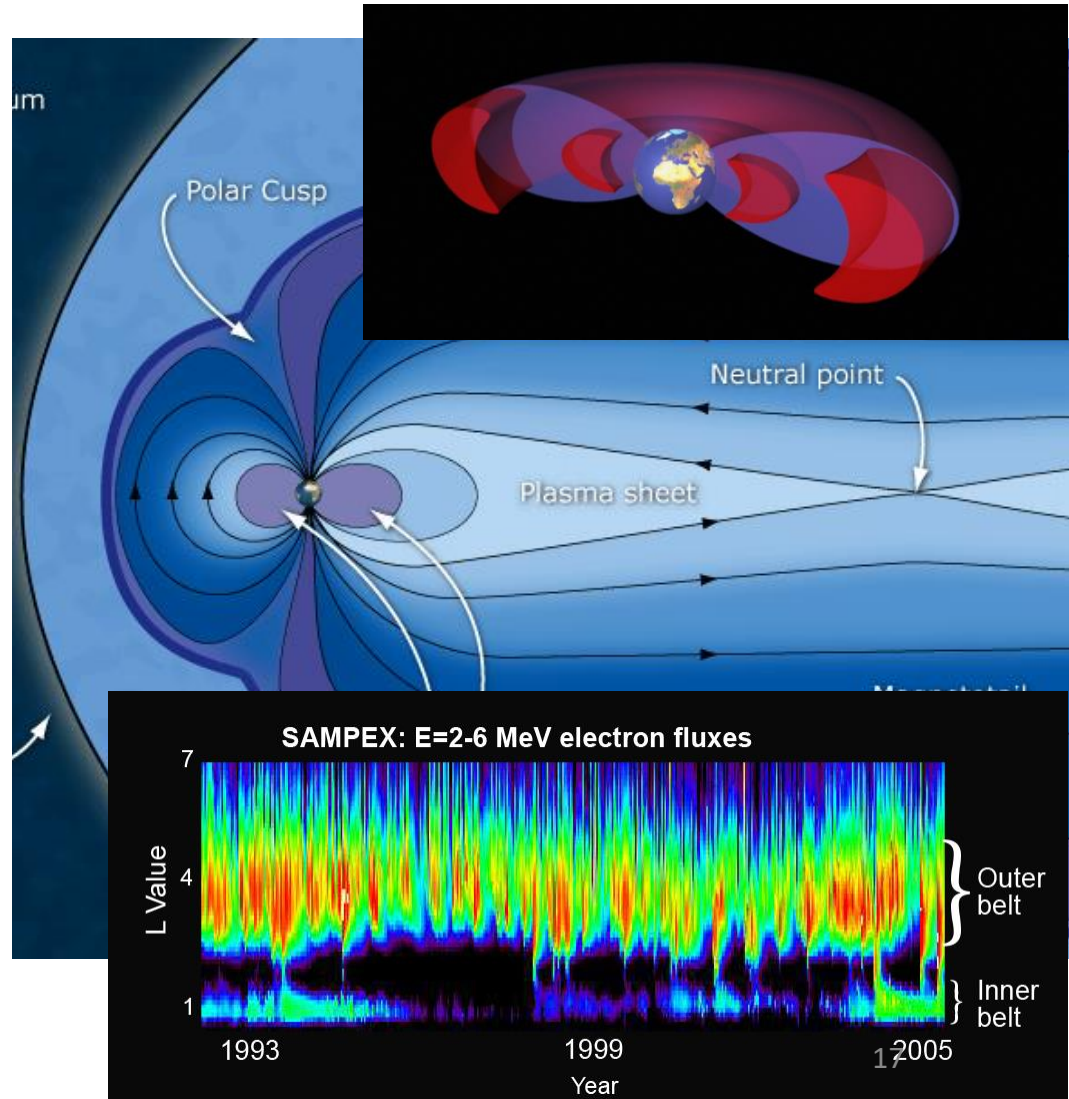 Polar Cusp
Neutral point
Plasma sheet
SAMPEX: E=2-6 MeV electron fluxes
7
4
1
L Value
Outer
belt
Inner
belt
1993
1999
2005
17
Year